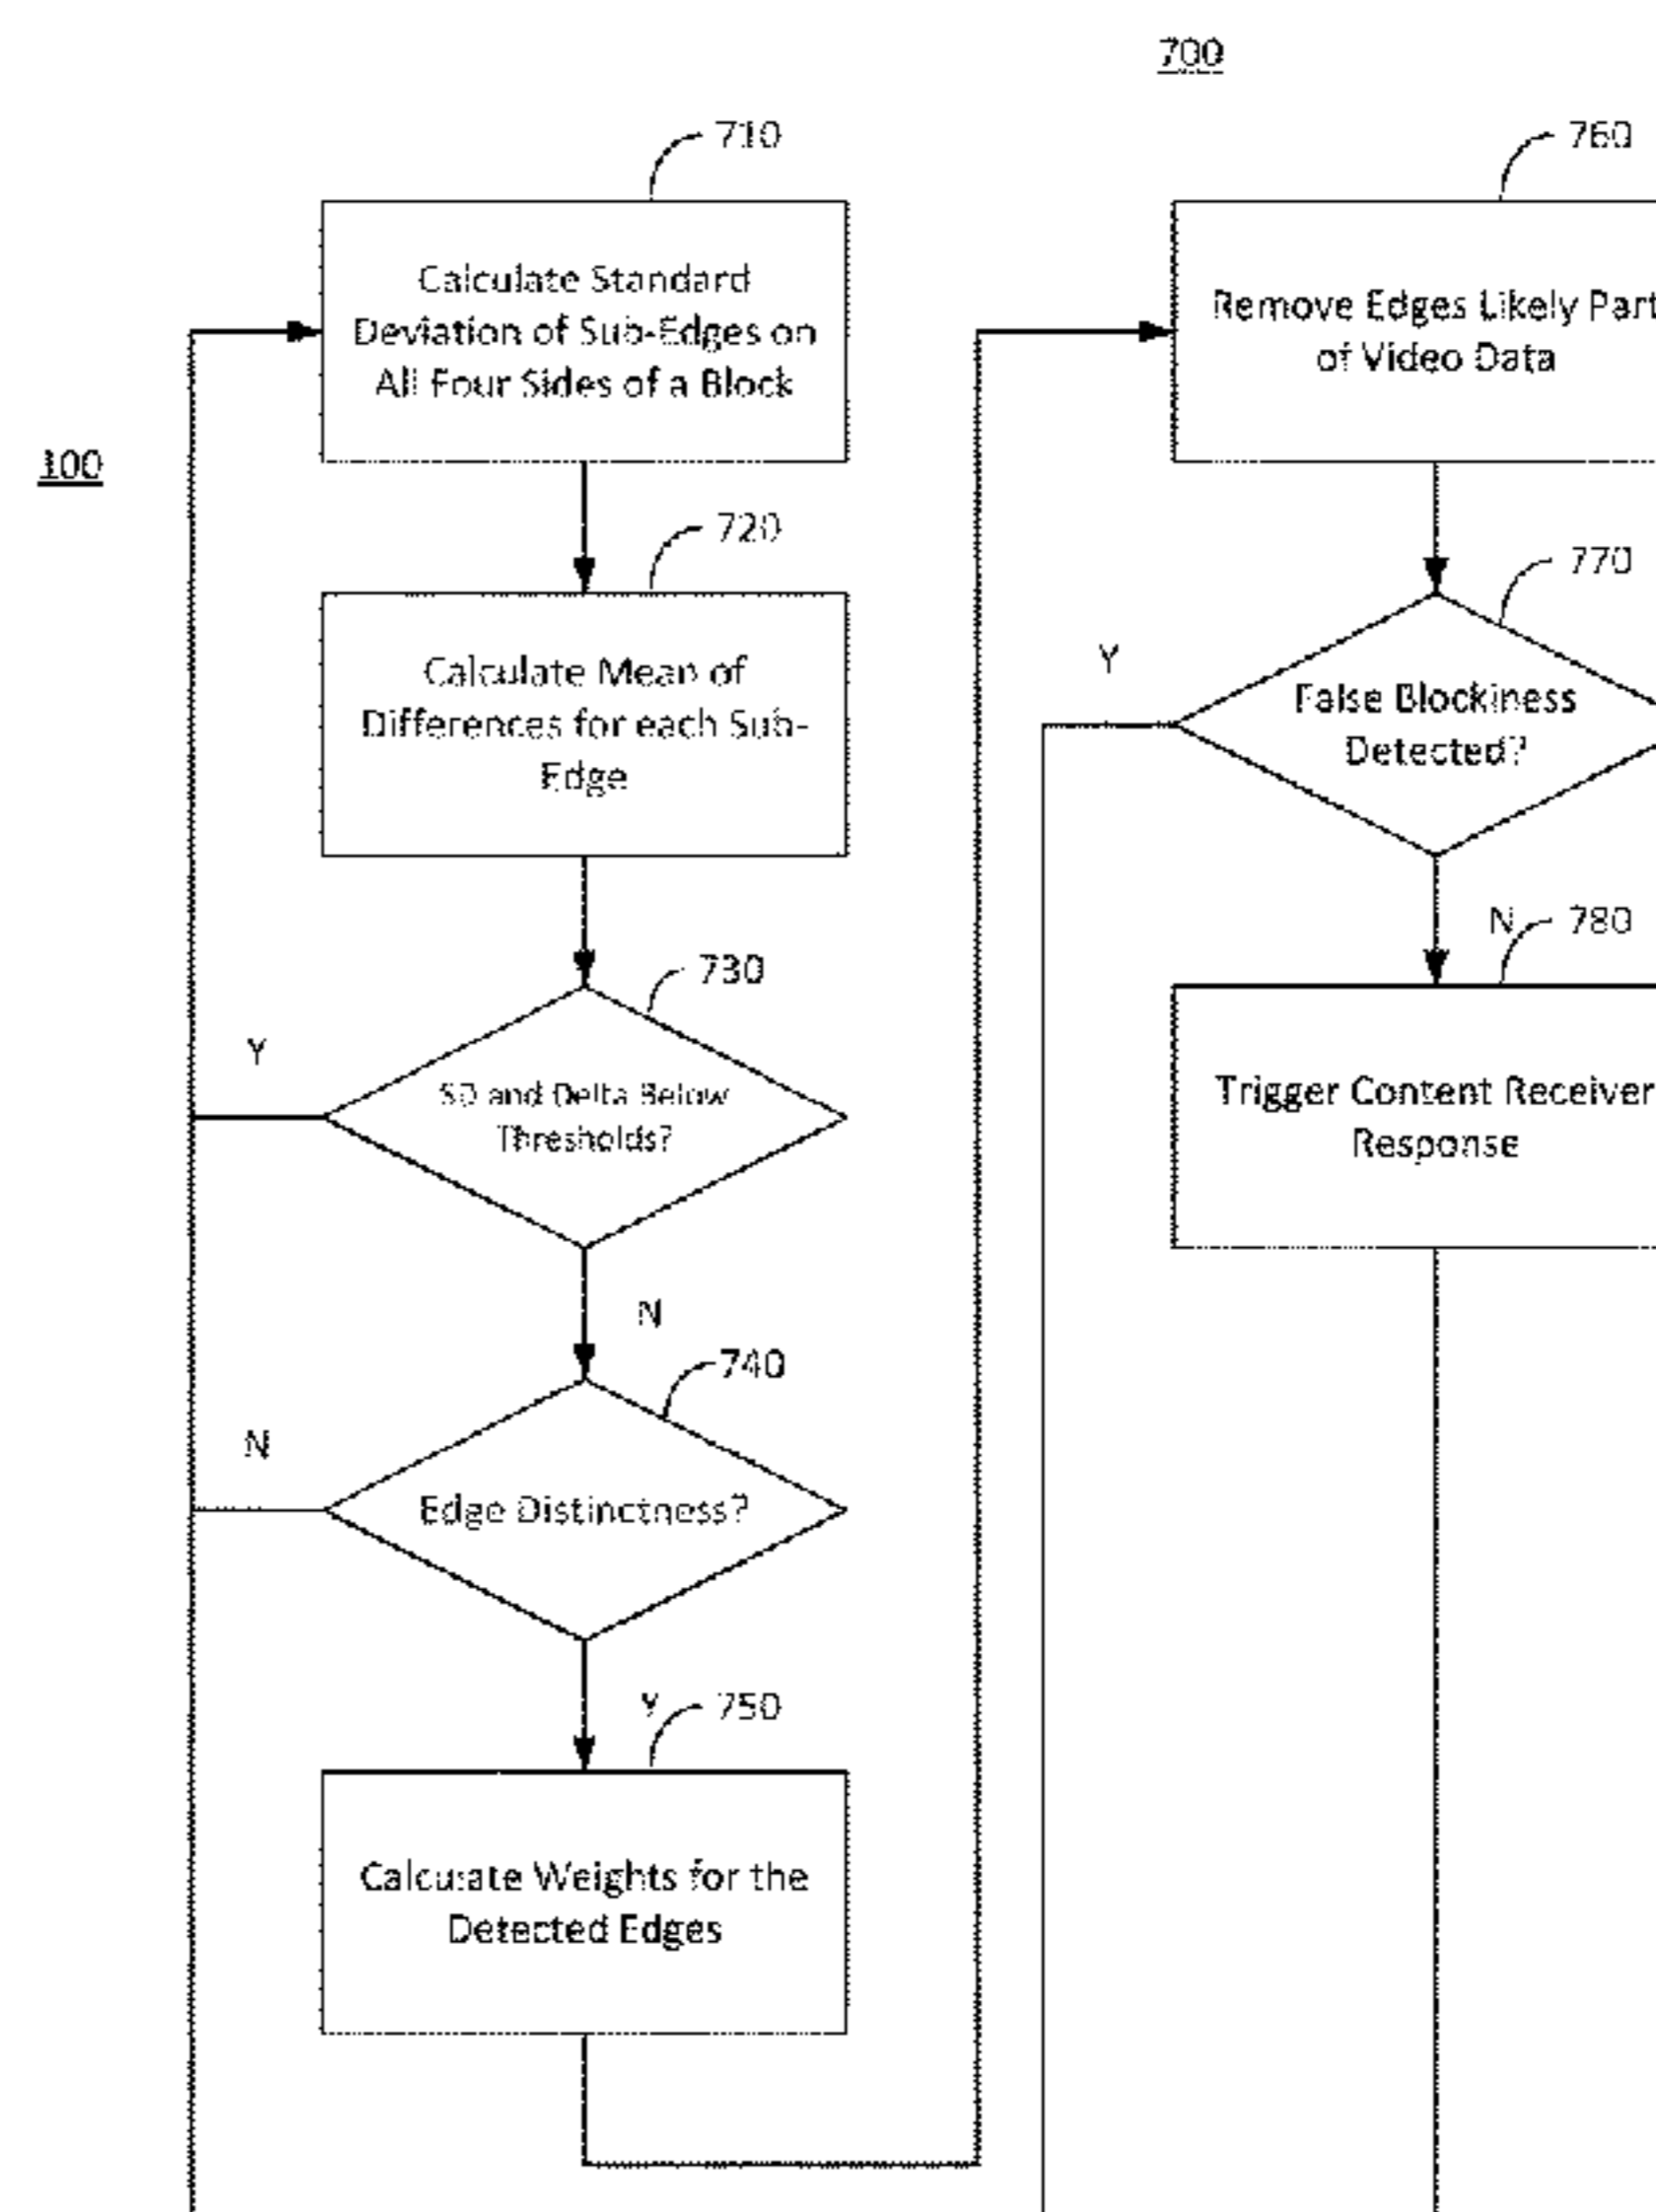 700
710
Calculate Standard
Deviation of Sub-Edges on
All Four Sides of a Block
100
720
Calculate Mean of
Differences for each Sub-
Edge
730
Y
SD and Delta Below
Thresholds?
N
740
N
Edge Distinctness?
Y
750
Calculate Weights for the
Detected Edges
760
Remove Edges Likely Part
of Video Data
770
Y
False Blockiness
Detected?
N
780
Trigger Content Receiver
Response